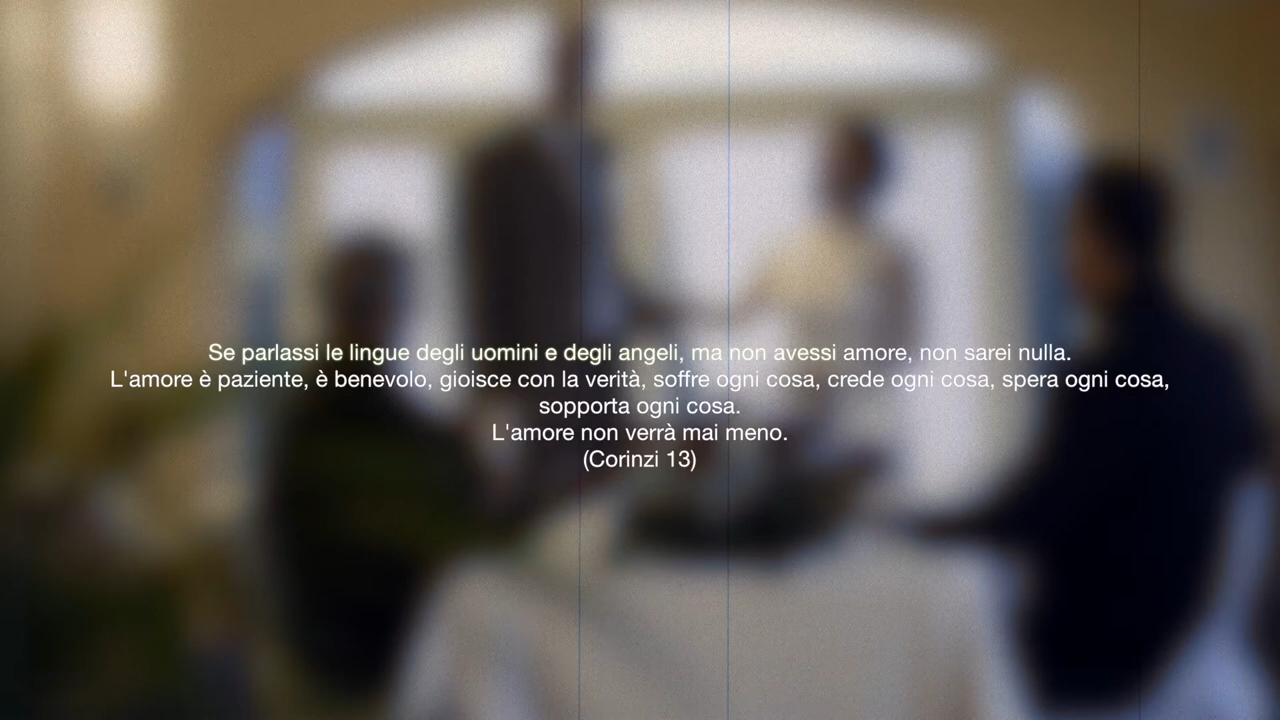 Se parlassi le lingue degli uomini e degli angeli, ma non avessi amore, non sarei nulla.
L'amore è paziente, è benevolo, gioisce con la verità, soffre ogni cosa, crede ogni cosa, spera ogni cosa,
sopporta ogni cosa.
L'amore non verrà mai meno.
(Corinzi 13)